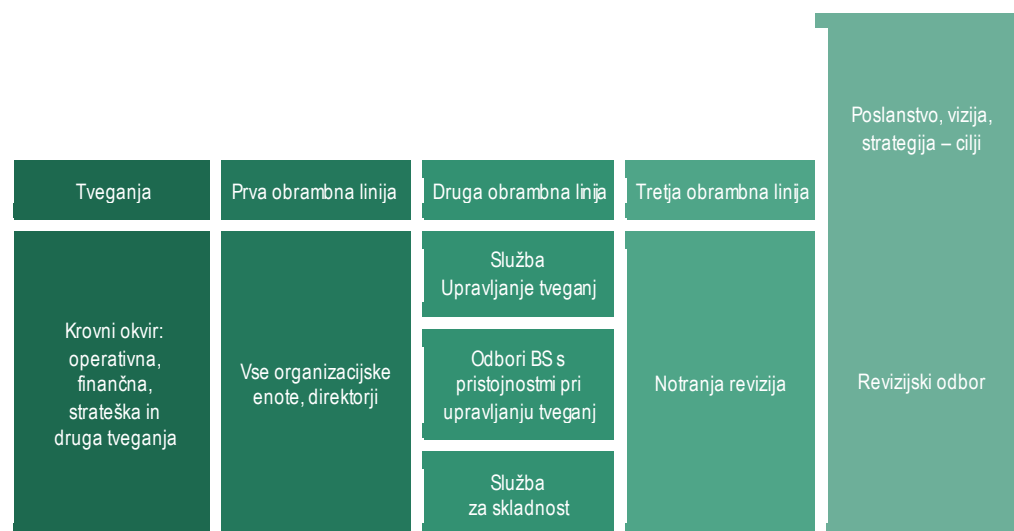 Poslanstvo, vizija,
strategija – cilji
Tveganja
Prva obrambna linija
Druga obrambna linija
Tretja obrambna linija
Krovni okvir:
operativna,
finančna,
strateška in
druga tveganja
Vse organizacijske
enote, direktorji
Služba
Upravljanje tveganj
Odbori BS s
pristojnostmi pri
upravljanju tveganj
Služba
za skladnost
Notranja revizija
Revizijski odbor